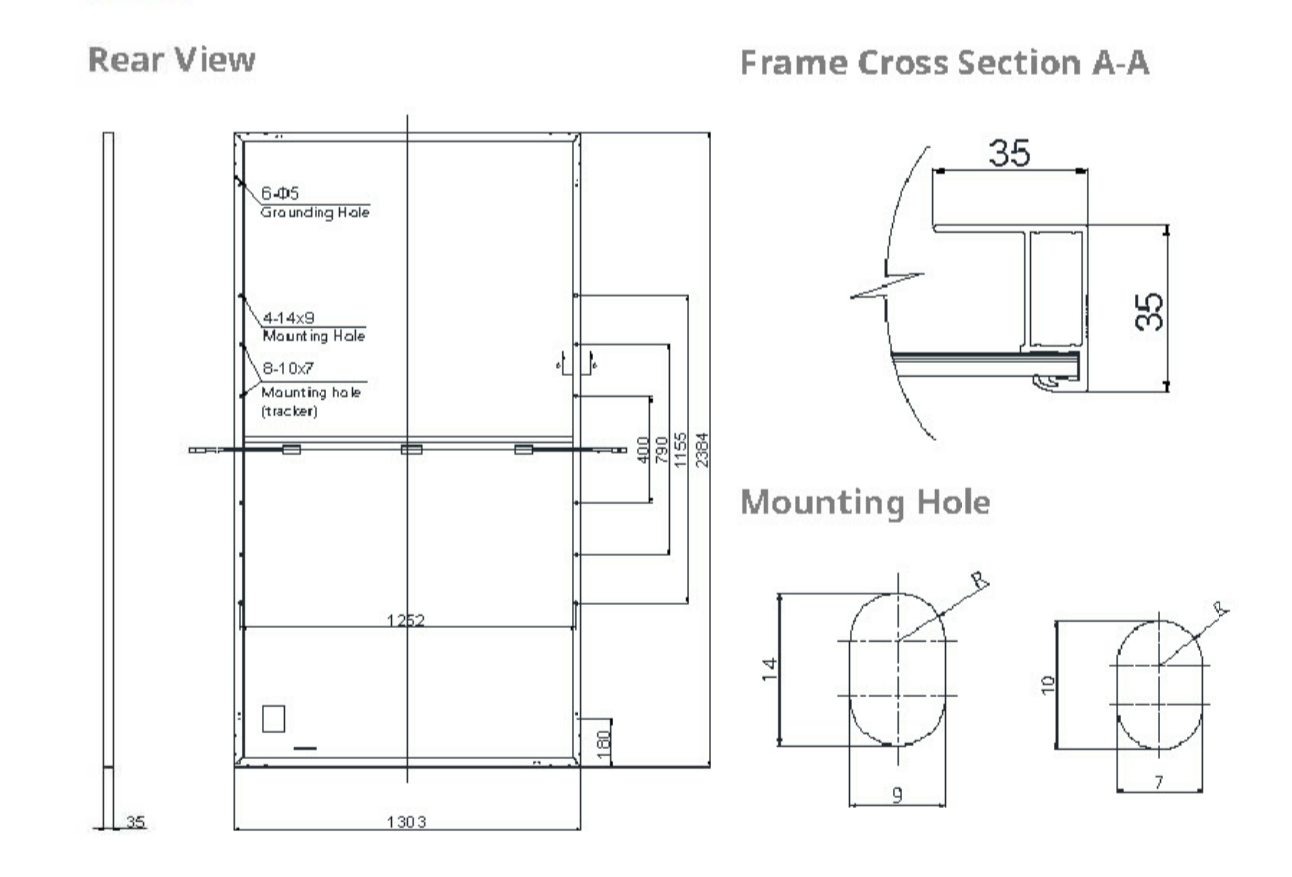 Rear View
Frame Cross Section A-A
35
6-Φ5
Grounding Hole
4-14x9
Mounting Hole
8-10x7
Mounting hole
(tracker)
35
400
790
1155
2384
Mounting Hole
R
R
1252
14
10
180
9
7
35
1303